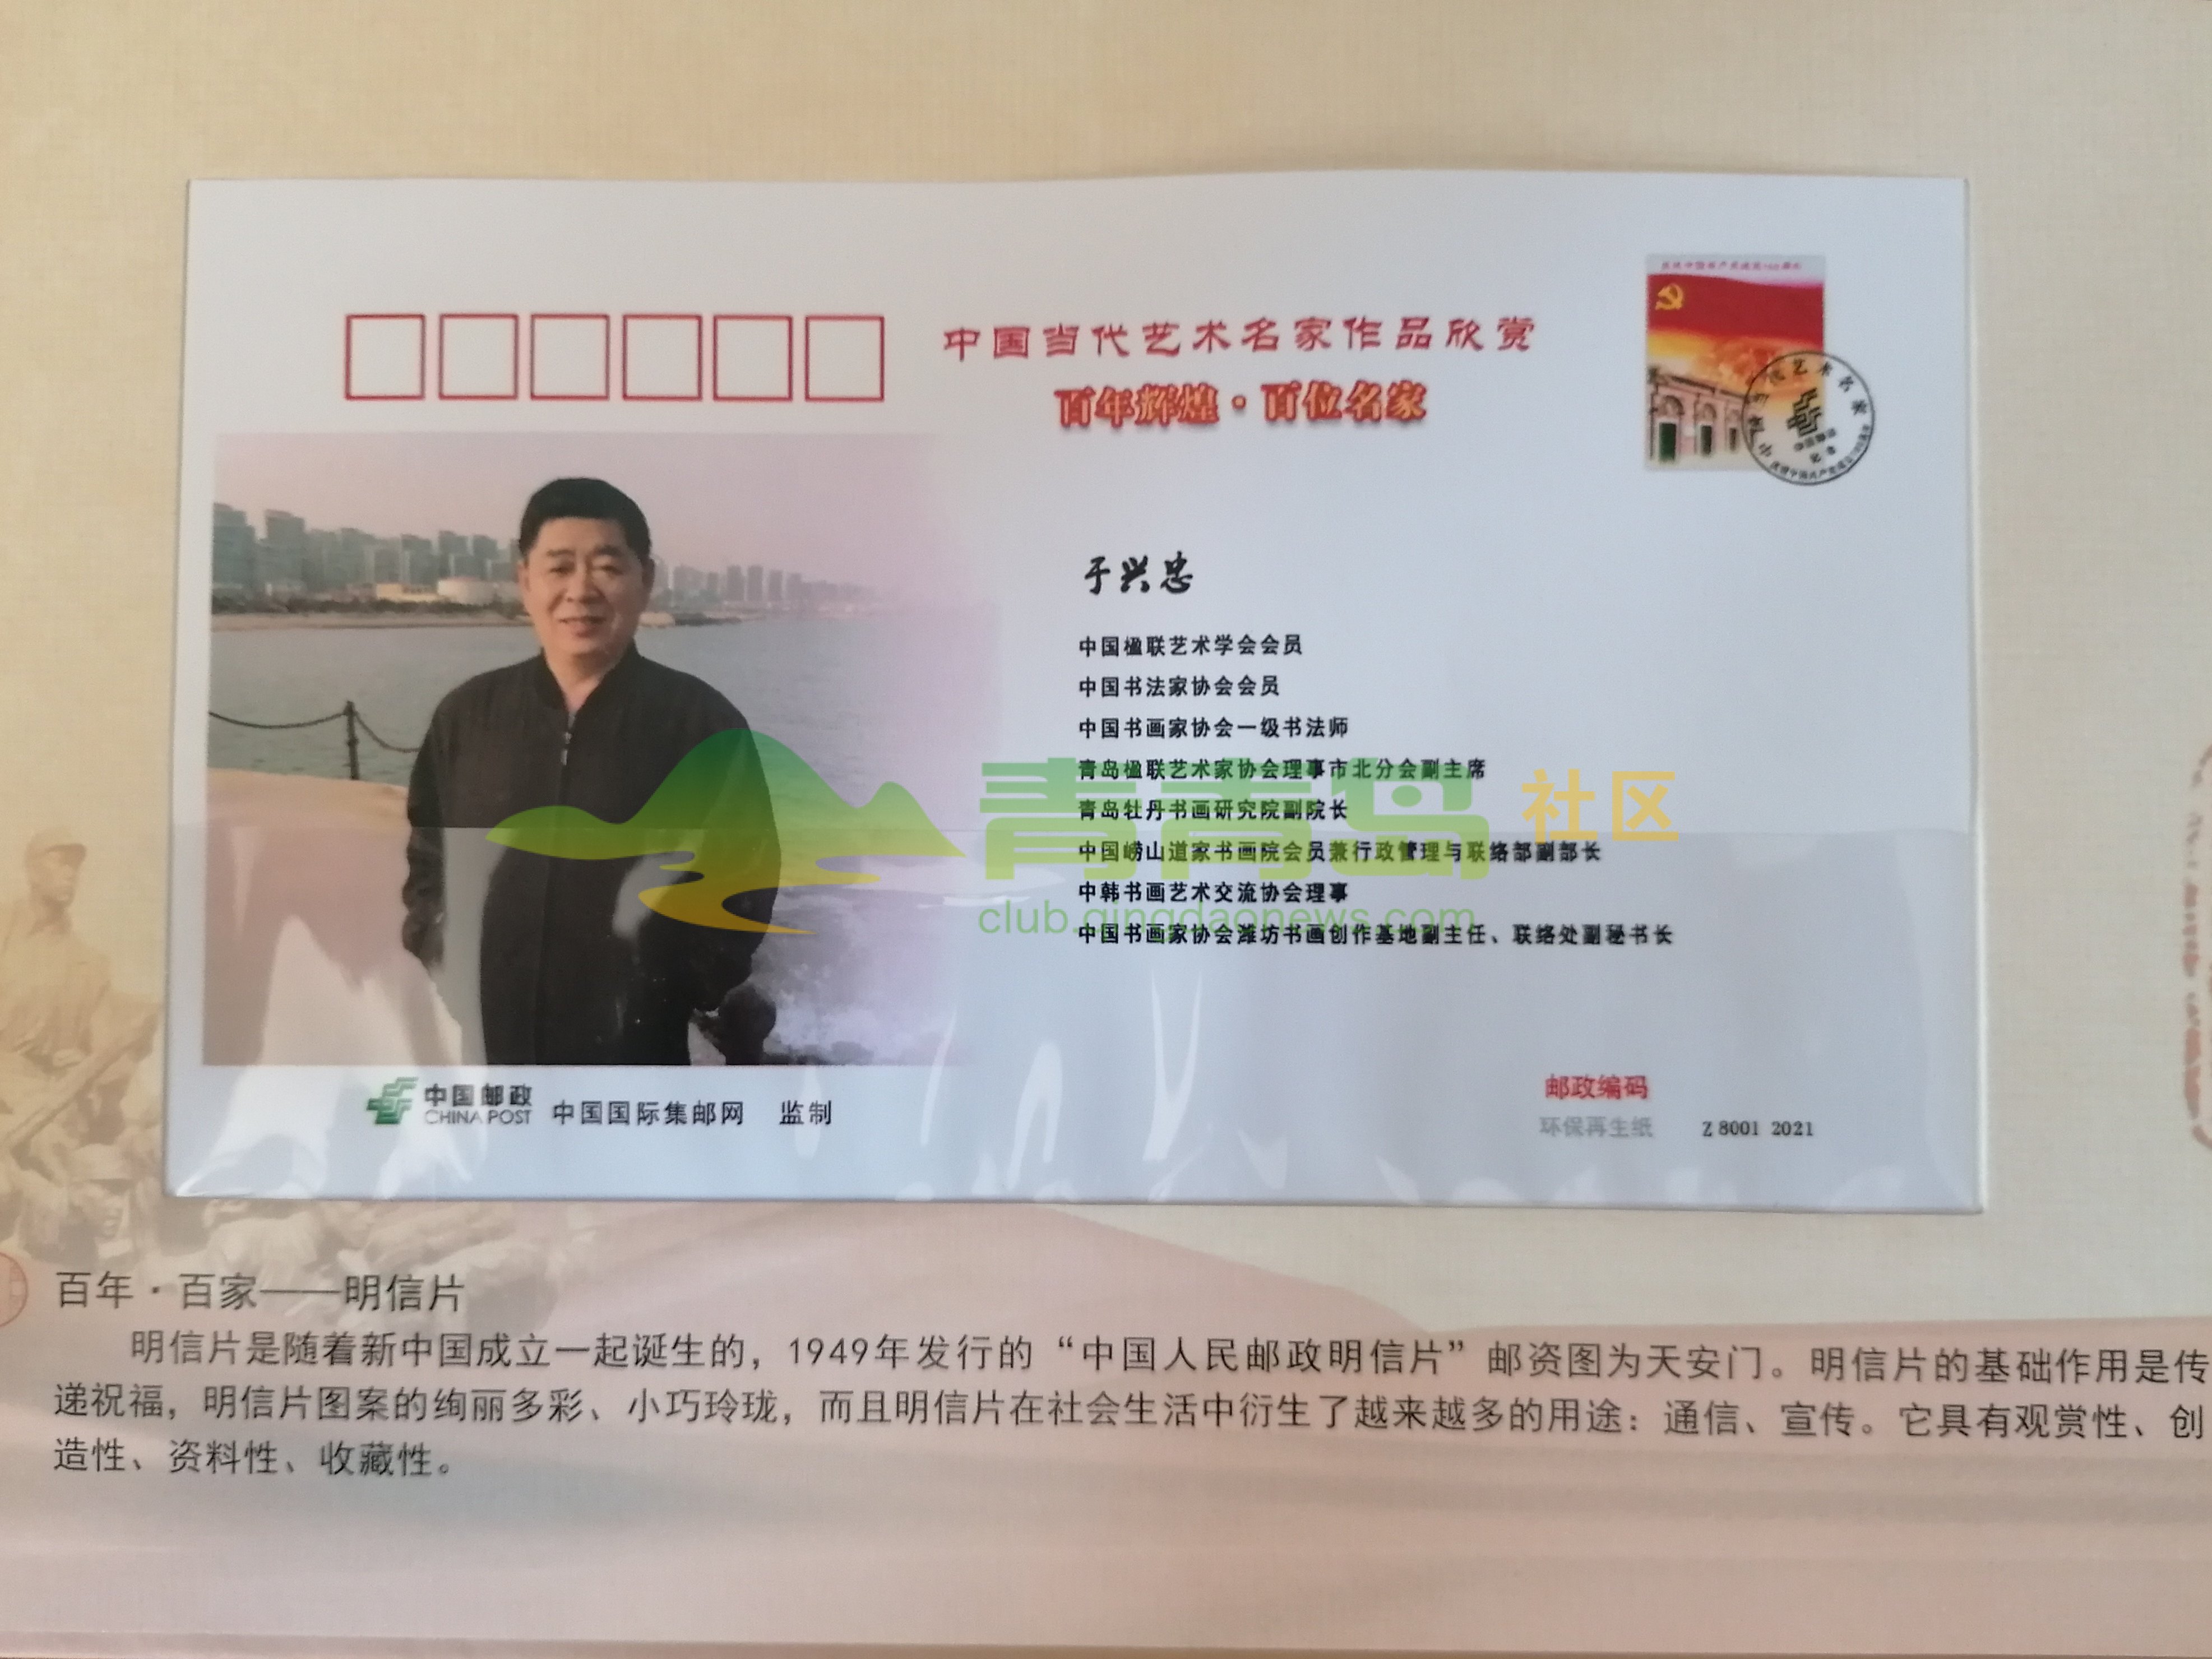 中国当代艺术名家作品欣赏
百年辉煌·百位名家
于兴忠
中国楹联艺术学会会员
中国书法家协会会员
中国书画家协会一级书法师
青岛楹联艺术家协会理事市北分会副主席
青岛牡丹书画研究院副院长
中国崂山道家书画院会员兼行政管理与联络部副部长
中韩书画艺术交流协会理事
中国书画家协会潍坊书画创作基地副主任、联络处副秘书长
青青岛 社区
club.qingdaonews.com
中国邮政
CHINA POST
中国国际集邮网 监制
邮政编码
环保再生纸 Z 8001 2021
百年·百家——明信片
明信片是随着新中国成立一起诞生的，1949年发行的“中国人民邮政明信片”邮资图为天安门。明信片的基础作用是传
递祝福，明信片图案的绚丽多彩、小巧玲珑，而且明信片在社会生活中衍生了越来越多的用途：通信、宣传。它具有观赏性、创
造性、资料性、收藏性。